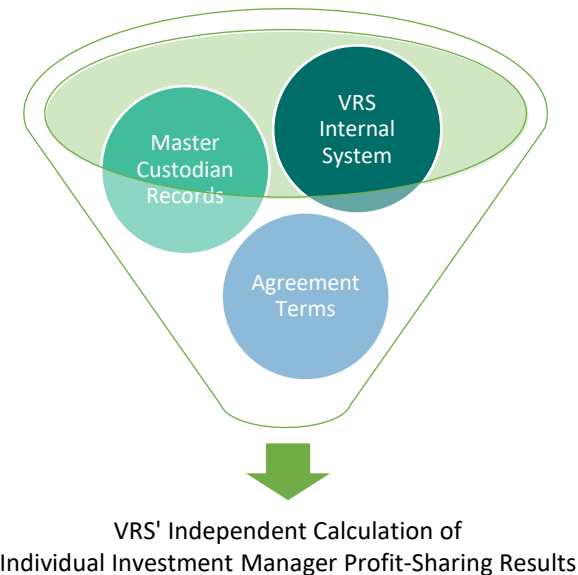 VRS
Internal
System
Master
Custodian
Records
Agreement
Terms
VRS' Independent Calculation of
Individual Investment Manager Profit-Sharing Results